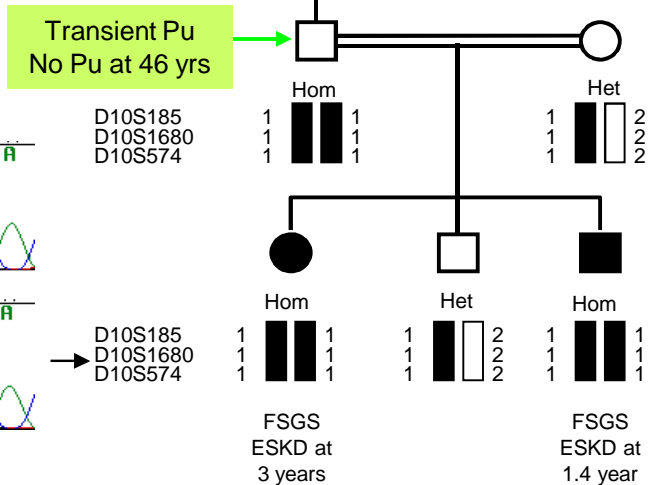 Transient Pu
No Pu at 46 yrs
Hom
Het
D10S185 1 1 1 2
D10S1680 1 1 1 2
D10S574 1 1 1 2
A
Hom
Het
Hom
A
D10S185 1 1 1 2 1 1
D10S1680 1 1 1 2 1 1
D10S574 1 1 1 2 1 1
FSGS
ESKD at
3 years
FSGS
ESKD at
1.4 year